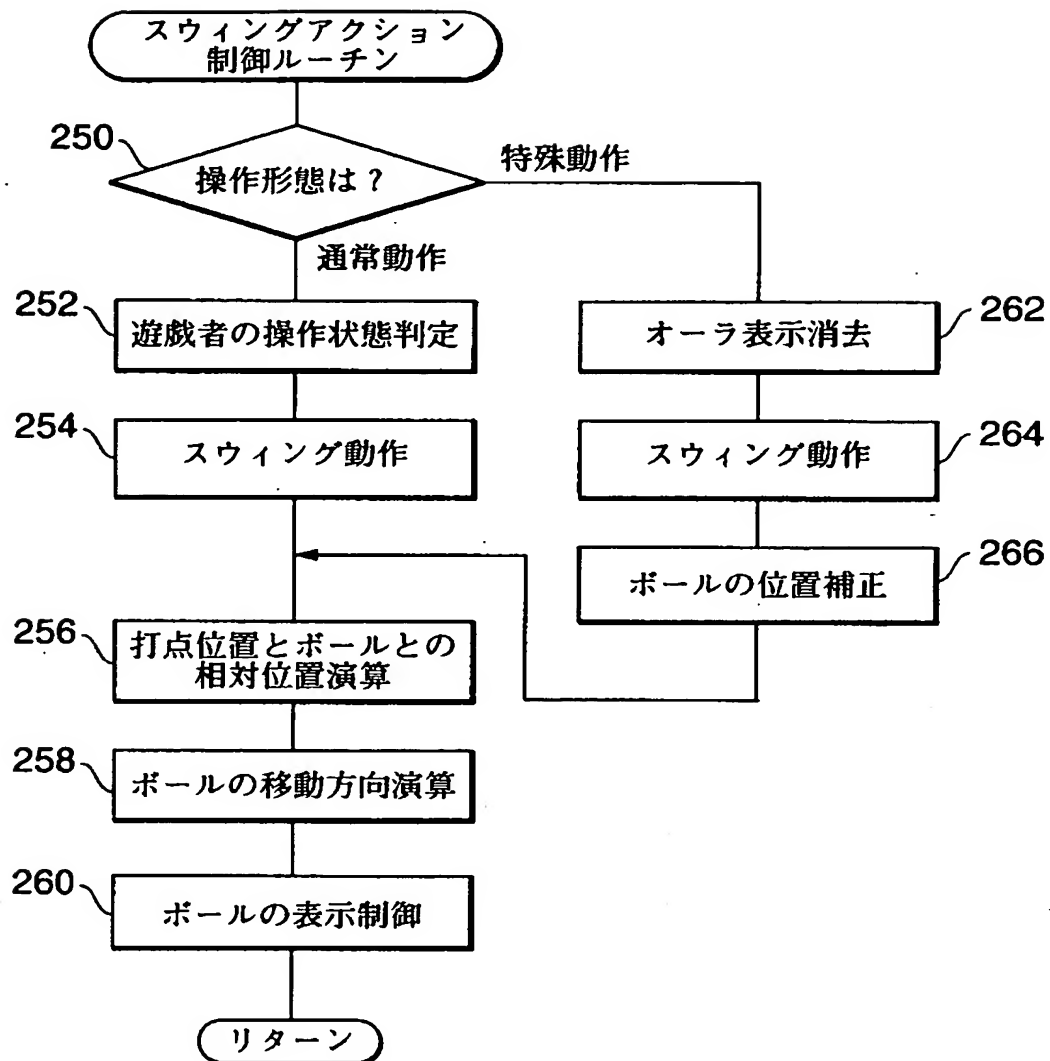 スウィングアクション
制御ルーチン
250
操作形態は？
特殊動作
通常動作
252
遊戯者の操作状態判定
262
オーラ表示消去
254
スウィング動作
264
スウィング動作
266
ボールの位置補正
256
打点位置とボールとの
相対位置演算
258
ボールの移動方向演算
260
ボールの表示制御
リターン